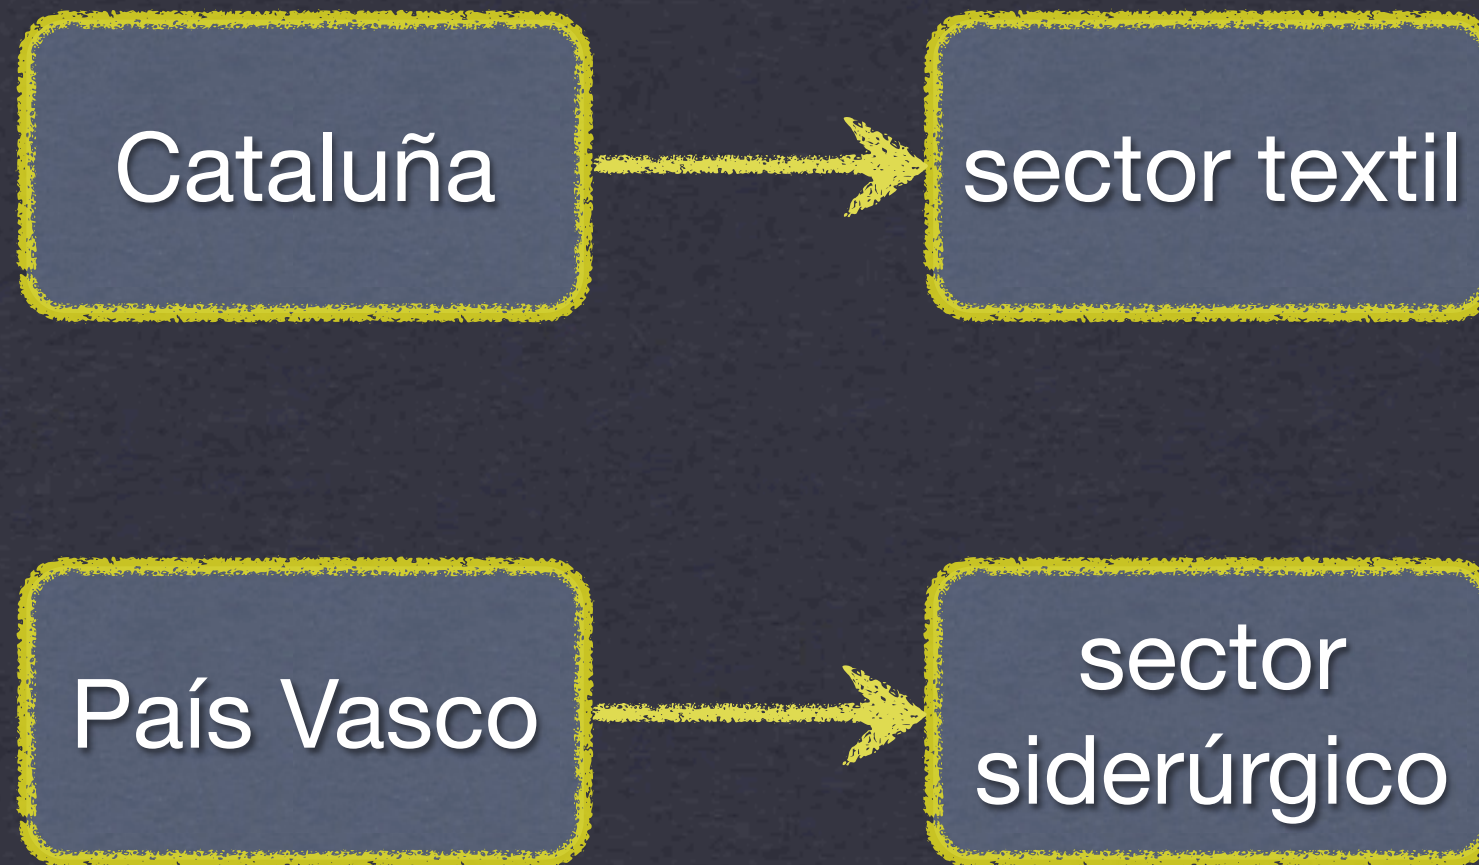 Cataluña
sector textil
País Vasco
sector
siderúrgico